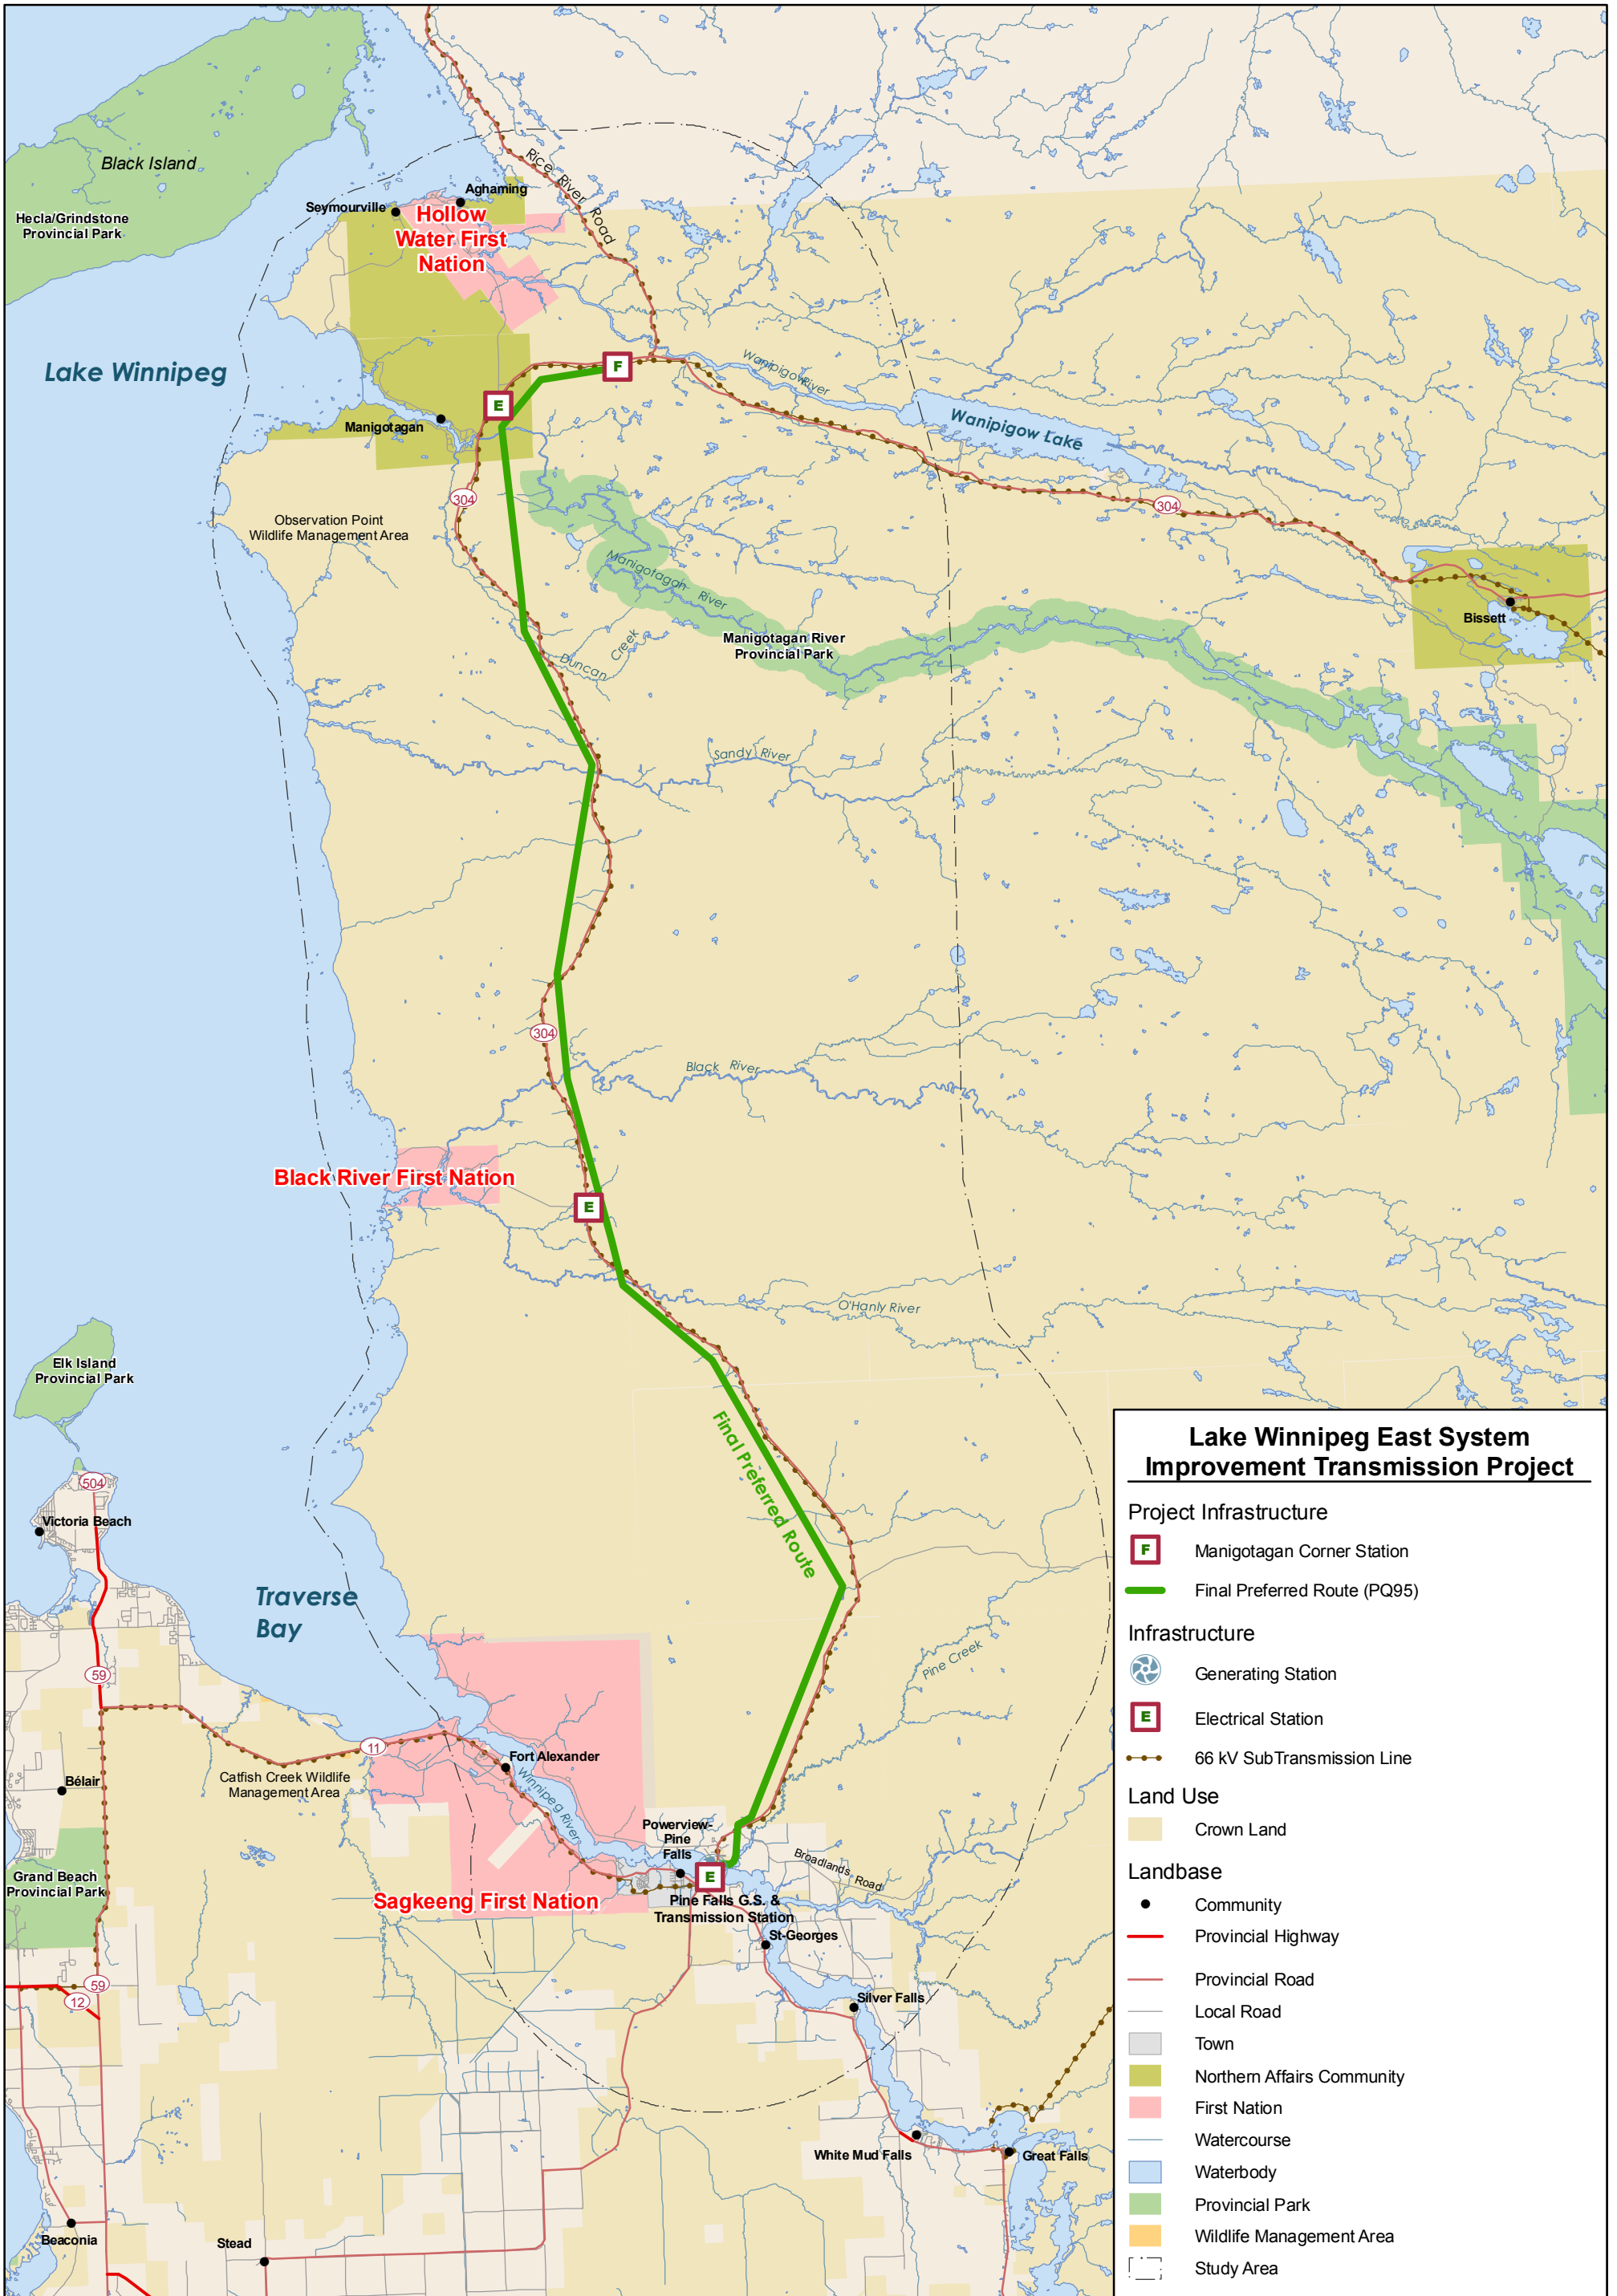 Black Island
Hecla/Grindstone
Provincial Park
Rice River Road
Aghaming
Seymourville
Hollow
Water First
Nation
Lake Winnipeg
F
E
Manigotagan
Wanipigow River
Wanipigow Lake
304
304
Observation Point
Wildlife Management Area
Manigotagan River
Manigotagan River
Provincial Park
Bissett
Duncan Creek
Sandy River
304
Black River
Black River First Nation
E
O'Hanly River
Elk Island
Provincial Park
Final Preferred Route
504
Victoria Beach
Traverse
Bay
Pine Creek
59
11
Fort Alexander
Catfish Creek Wildlife
Management Area
Bélair
Winnipeg River
Powerview-
Pine
Falls
Broadlands Road
Grand Beach
Provincial Park
E
Sagkeeng First Nation
Pine Falls G.S. &
Transmission Station
St-Georges
59
12
Silver Falls
White Mud Falls
Great Falls
Beaconia
Stead
Lake Winnipeg East System
Improvement Transmission Project
Project Infrastructure
F Manigotagan Corner Station
Final Preferred Route (PQ95)
Infrastructure
Generating Station
E Electrical Station
66 kV SubTransmission Line
Land Use
Crown Land
Landbase
Community
Provincial Highway
Provincial Road
Local Road
Town
Northern Affairs Community
First Nation
Watercourse
Waterbody
Provincial Park
Wildlife Management Area
Study Area